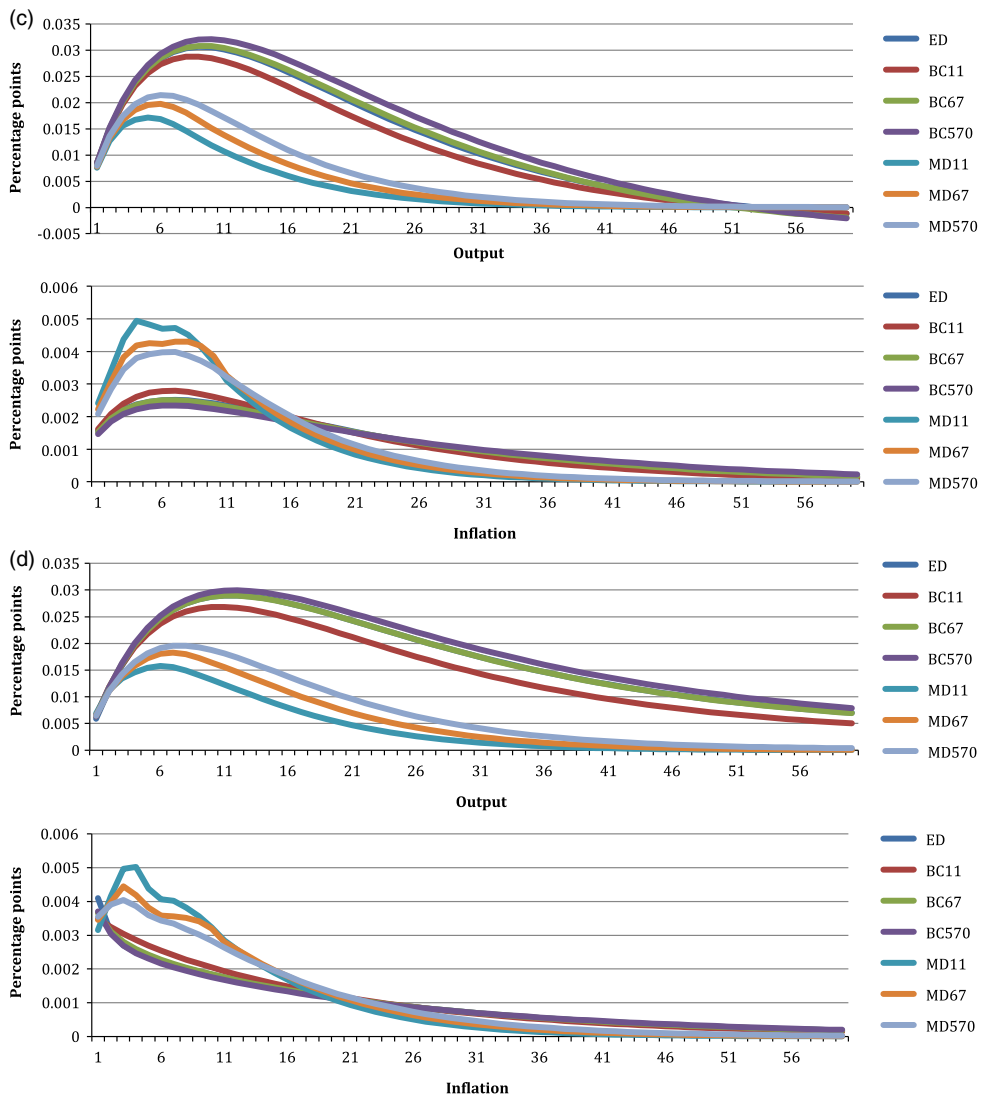 (c)
Percentage points
0.035
0.03
0.025
0.02
0.015
0.01
0.005
0
-0.005
1 6 11 16 21 26 31 36 41 46 51 56
Output
ED
BC11
BC67
BC570
MD11
MD67
MD570
Percentage points
0.006
0.005
0.004
0.003
0.002
0.001
0
1 6 11 16 21 26 31 36 41 46 51 56
Inflation
ED
BC11
BC67
BC570
MD11
MD67
MD570
(d)
Percentage points
0.035
0.03
0.025
0.02
0.015
0.01
0.005
0
1 6 11 16 21 26 31 36 41 46 51 56
Output
ED
BC11
BC67
BC570
MD11
MD67
MD570
Percentage points
0.006
0.005
0.004
0.003
0.002
0.001
0
1 6 11 16 21 26 31 36 41 46 51 56
Inflation
ED
BC11
BC67
BC570
MD11
MD67
MD570